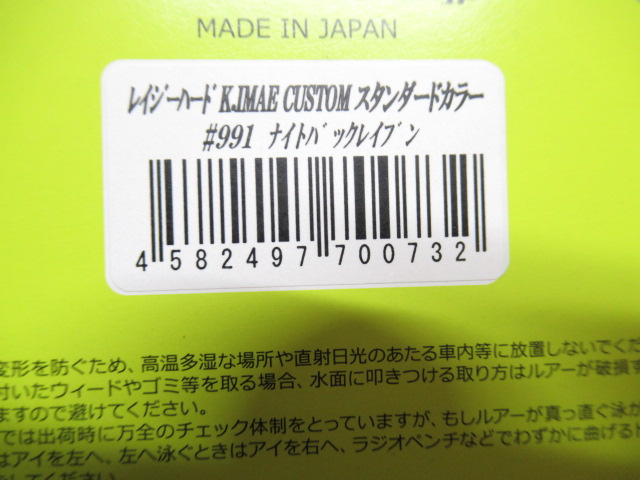 MADE IN JAPAN
レイジーハード K.IMAE CUSTOM スタンダードカラー
#991 ナイトバックレイブン
4 582497 700732
変形を防ぐため、高温多湿な場所や直射日光のあたる車内等に放置しないでくだ
付いたウィードやゴミ等を取る場合、水面に叩きつける取り方はルアーが破損す
ますので避けてください。
では出荷時に万全のチェック体制をとっていますが、もしルアーが真っ直ぐ泳が
はアイを左へ、左へ泳ぐときはアイを右へ、ラジオペンチなどでわずかに曲げると
してください